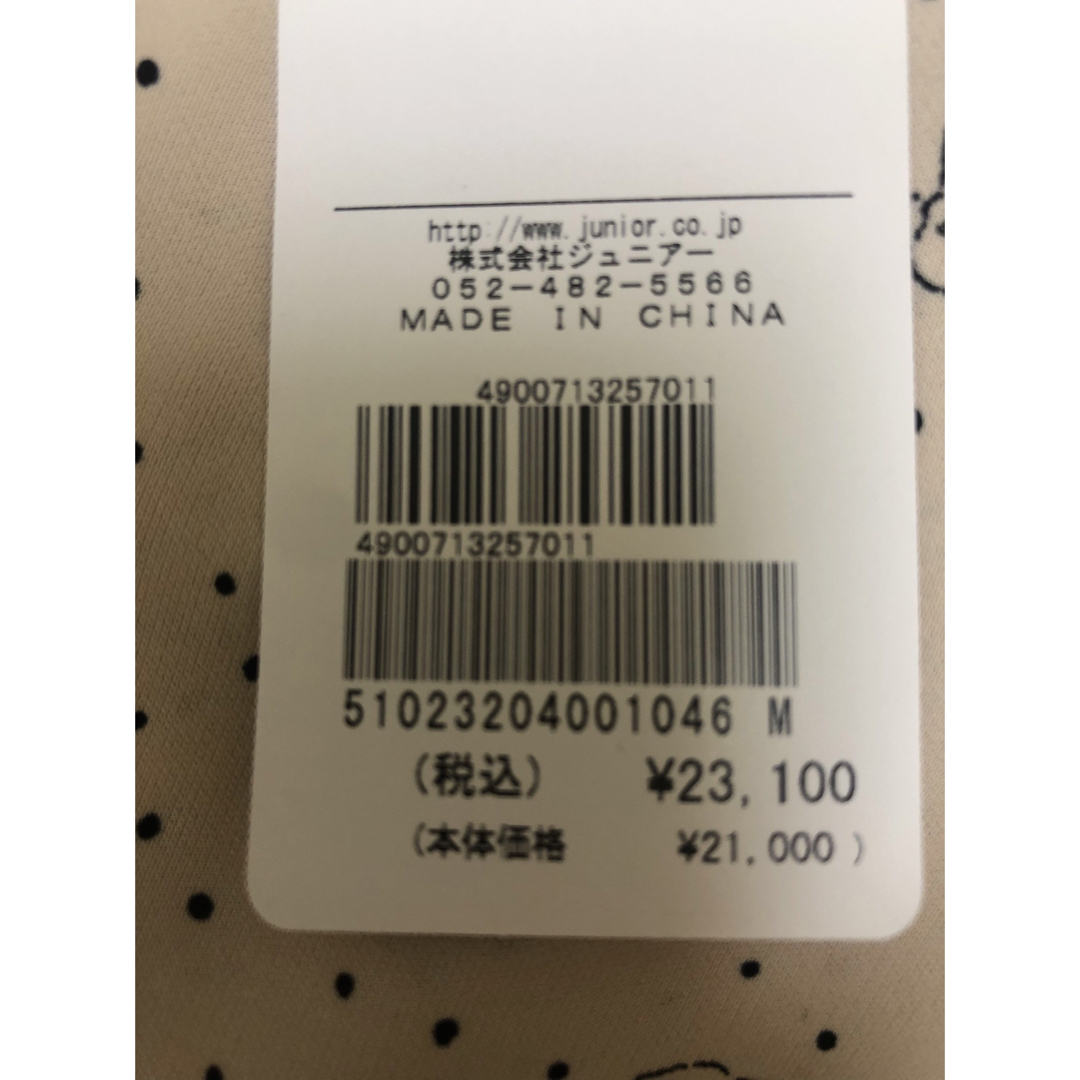 http://www.junior.co.jp
株式会社ジュニアー
052-482-5566
MADE IN CHINA
4900713257011
4900713257011
51023204001046 M
(税込) ¥23,100
(本体価格 ¥21,000 )